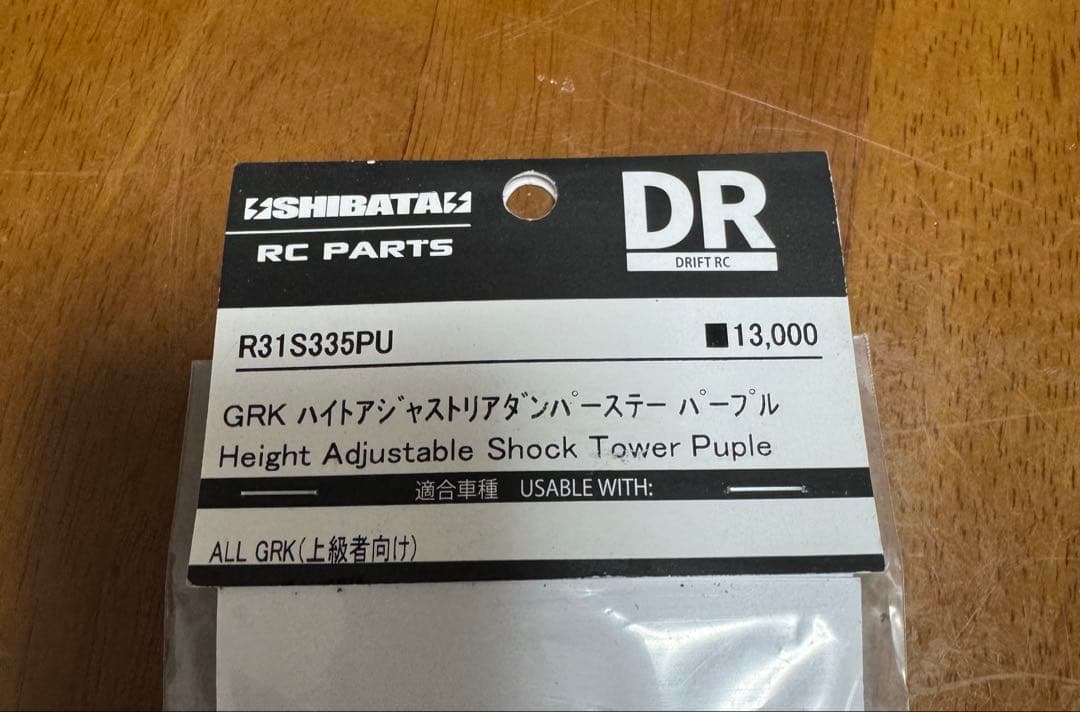 SHIBATA
RC PARTS
DR
DRIFT RC
R31S335PU
■13,000
GRK ハイトアジャストリアダンパーステー パープル
Height Adjustable Shock Tower Puple
適合車種 USABLE WITH:
ALL GRK(上級者向け)